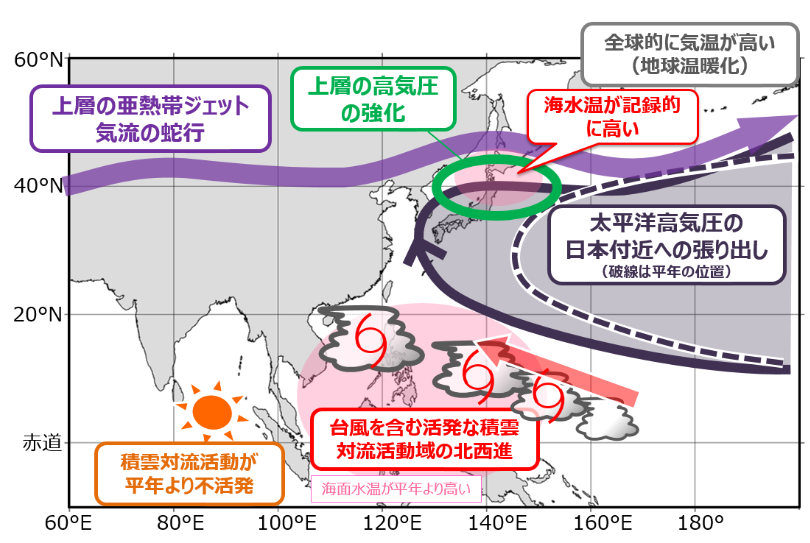 60°N
全球的に気温が高い
（地球温暖化）
上層の亜熱帯ジェット
気流の蛇行
上層の高気圧
の強化
海水温が記録的
に高い
40°N
太平洋高気圧の
日本付近への張り出し
（破線は平年の位置）
20°N
台風を含む活発な積雲
対流活動域の北西進
赤道
積雲対流活動が
平年より不活発
海面水温が平年より高い
60°E
80°E
100°E
120°E
140°E
160°E
180°